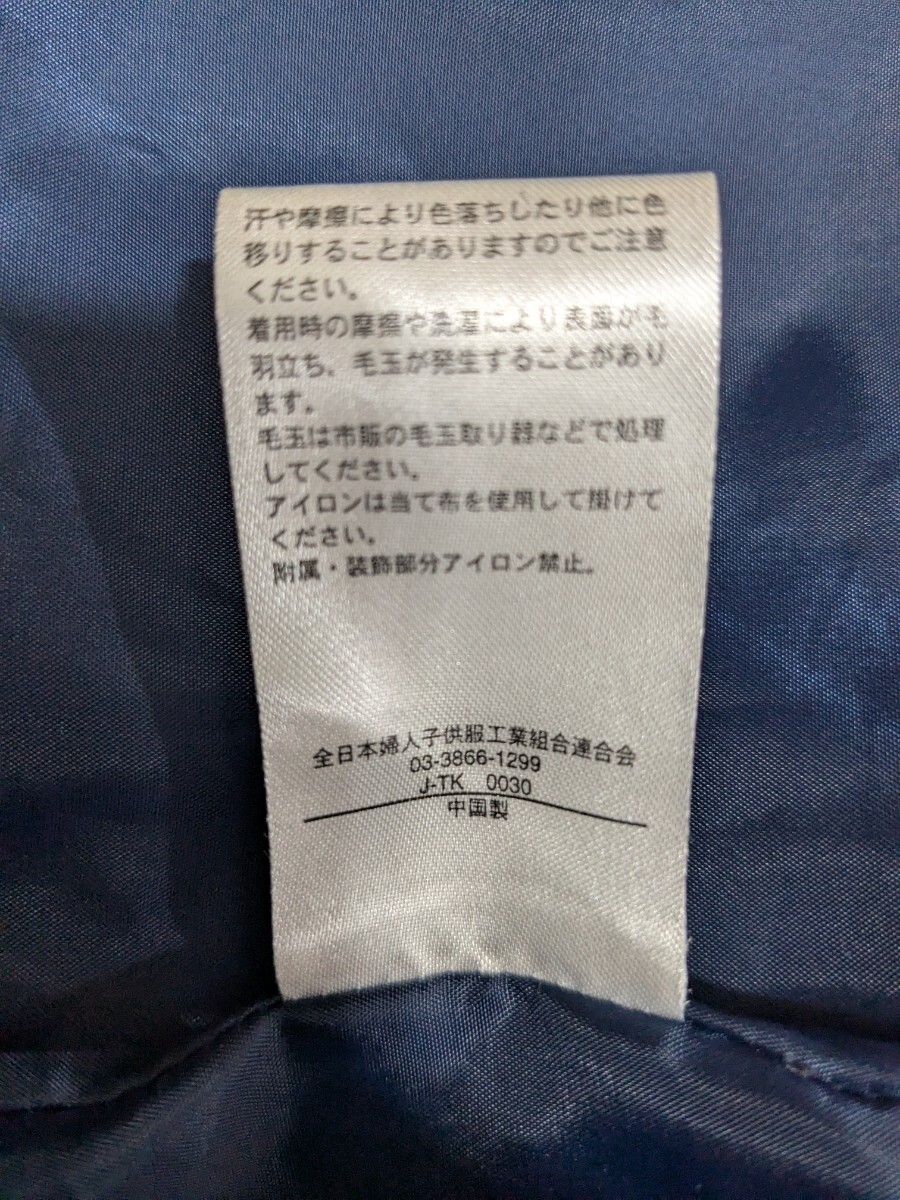 汗や摩擦により色落ちしたり他に色
移りすることがありますのでご注意
ください。
着用時の摩擦や洗濯により表面が毛
羽立ち、毛玉が発生することがあり
ます。
毛玉は市販の毛玉取り器などで処理
してください。
アイロンは当て布を使用して掛けて
ください。
附属・装飾部分アイロン禁止。
全日本婦人子供服工業組合連合会
03-3866-1299
J-TK 0030
中国製